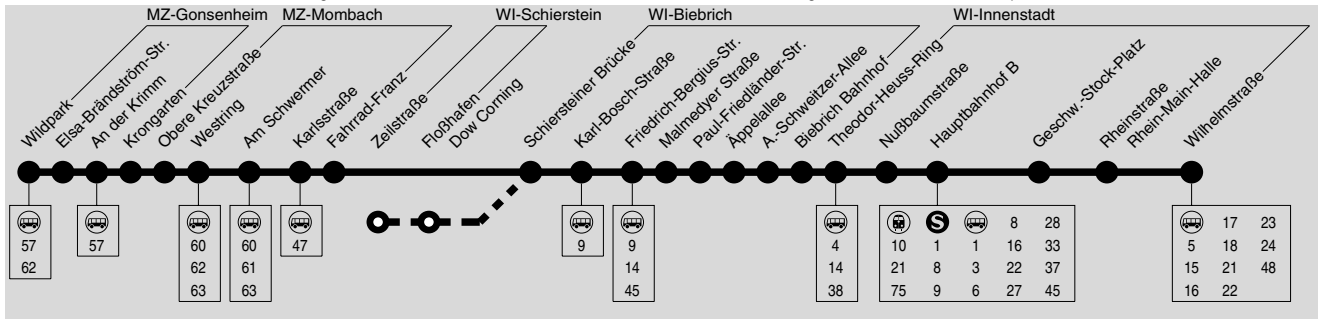 MZ-Gonsenheim
MZ-Mombach
WI-Schierstein
WI-Biebrich
WI-Innenstadt
Wildpark
Elsa-Brändström-Str.
An der Krimm
Krongarten
Obere Kreuzstraße
Westring
Am Schwermer
Karlsstraße
Fahrrad-Franz
Zeilstraße
Floßhafen
Dow Corning
Schiersteiner Brücke
Karl-Bosch-Straße
Friedrich-Bergius-Str.
Malmedyer Straße
Paul-Friedländer-Str.
Äppelallee
A.-Schweitzer-Allee
Biebrich Bahnhof
Theodor-Heuss-Ring
Nußbaumstraße
Hauptbahnhof B
Geschw.-Stock-Platz
Rheinstraße
Rhein-Main-Halle
Wilhelmstraße
57
62
57
60
62
63
60
61
63
47
9
9
14
45
4
14
38
S 8 28
10 1 1 16 33
21 8 3 22 37
75 9 6 27 45
17 23
5 18 24
15 21 48
16 22